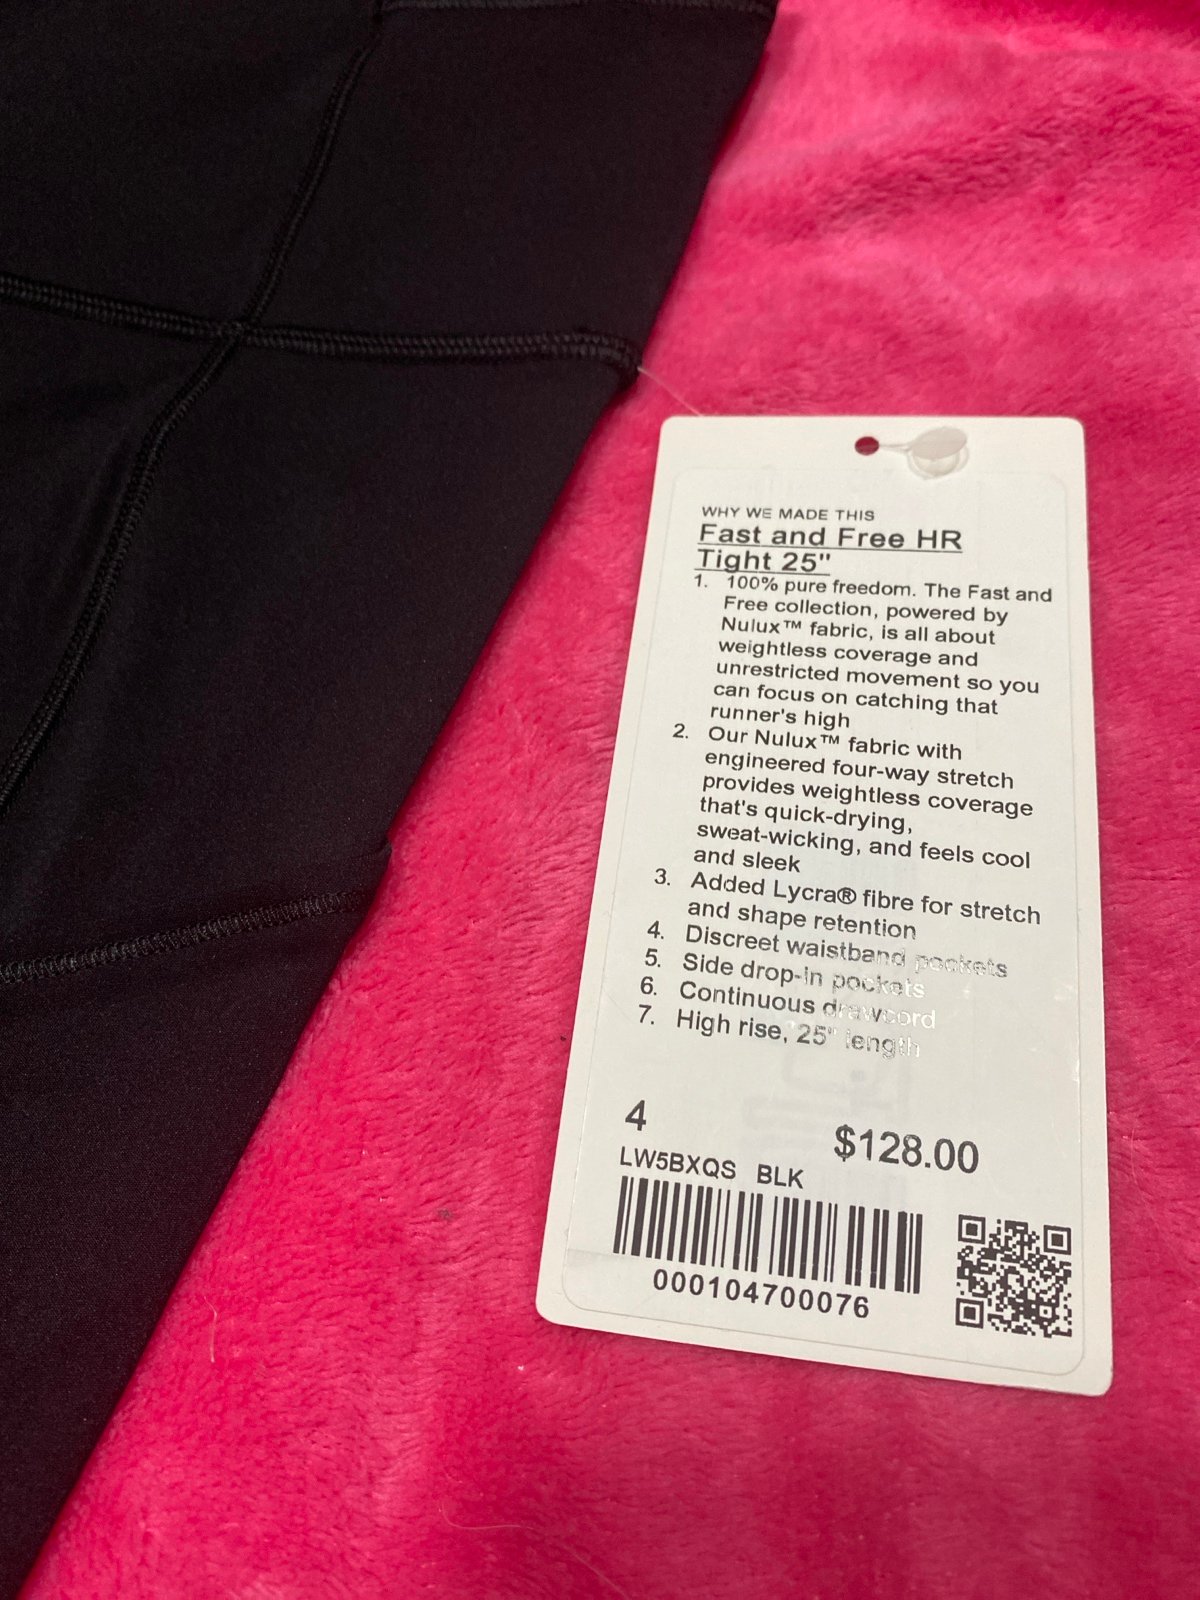 WHY WE MADE THIS
Fast and Free HR
Tight 25"
1. 100% pure freedom. The Fast and
Free collection, powered by
Nulux™ fabric, is all about
weightless coverage and
unrestricted movement so you
can focus on catching that
runner's high
2. Our Nulux™ fabric with
engineered four-way stretch
provides weightless coverage
that's quick-drying,
sweat-wicking, and feels cool
and sleek
3. Added Lycra® fibre for stretch
and shape retention
4. Discreet waistband pockets
5. Side drop-in pockets
6. Continuous drawcord
7. High rise, 25" length
4
$128.00
LW5BXQS BLK
000104700076